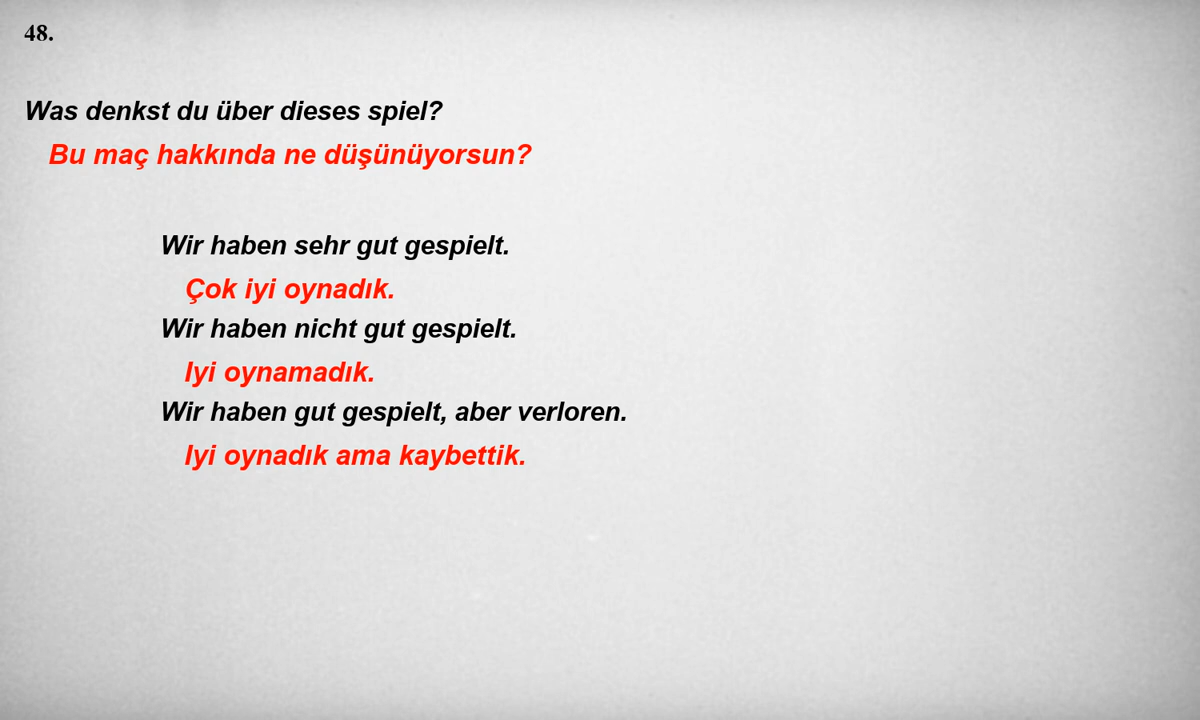 48.
Was denkst du über dieses spiel?
Bu maç hakkında ne düşünüyorsun?
Wir haben sehr gut gespielt.
Çok iyi oynadık.
Wir haben nicht gut gespielt.
Iyi oynamadık.
Wir haben gut gespielt, aber verloren.
Iyi oynadık ama kaybettik.